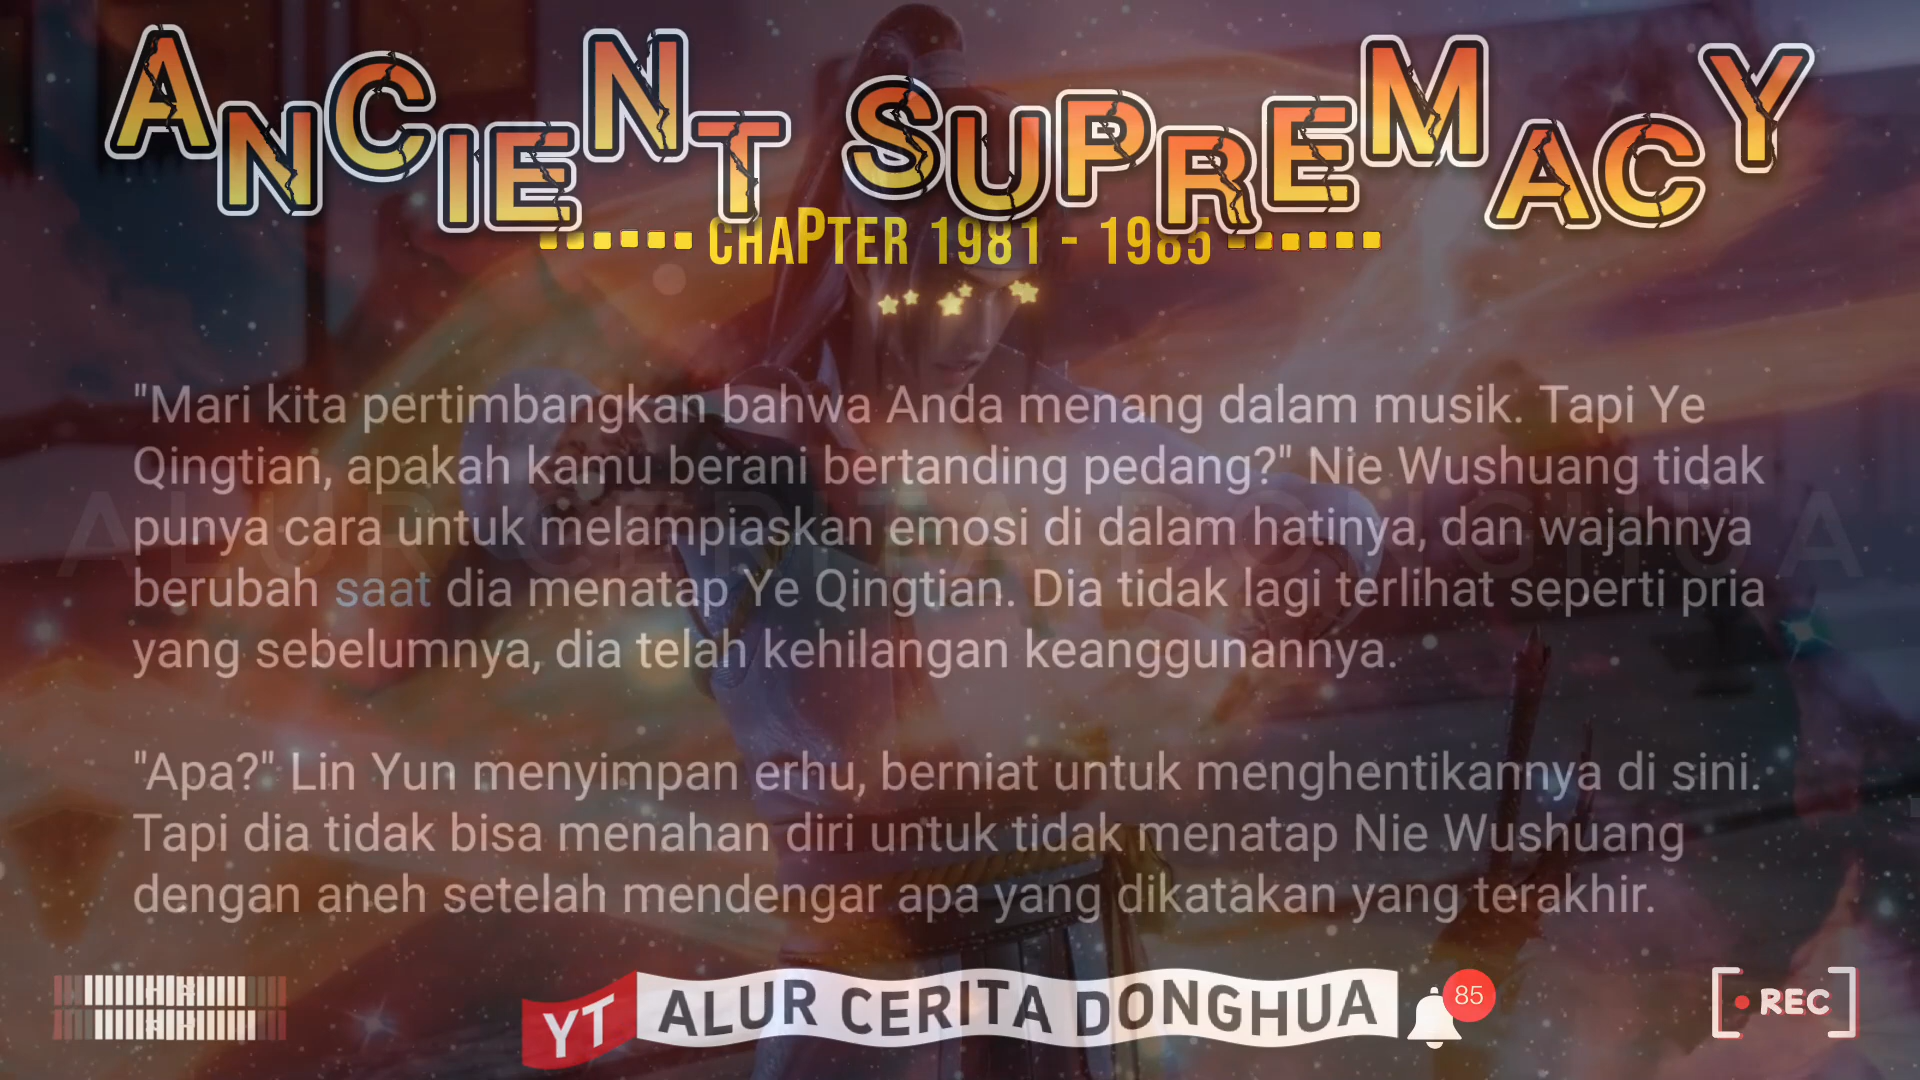 ANCIENT SUPREMACY
CHAPTER 1981 - 1985
"Mari kita pertimbangkan bahwa Anda menang dalam musik. Tapi Ye
Qingtian, apakah kamu berani bertanding pedang?" Nie Wushuang tidak
punya cara untuk melampiaskan emosi di dalam hatinya, dan wajahnya
berubah saat dia menatap Ye Qingtian. Dia tidak lagi terlihat seperti pria
yang sebelumnya, dia telah kehilangan keanggunannya.
"Apa?" Lin Yun menyimpan erhu, berniat untuk menghentikannya di sini.
Tapi dia tidak bisa menahan diri untuk tidak menatap Nie Wushuang
dengan aneh setelah mendengar apa yang dikatakan yang terakhir.
ALUR CERITA DONGHUA
YT ALUR CERITA DONGHUA 85
REC